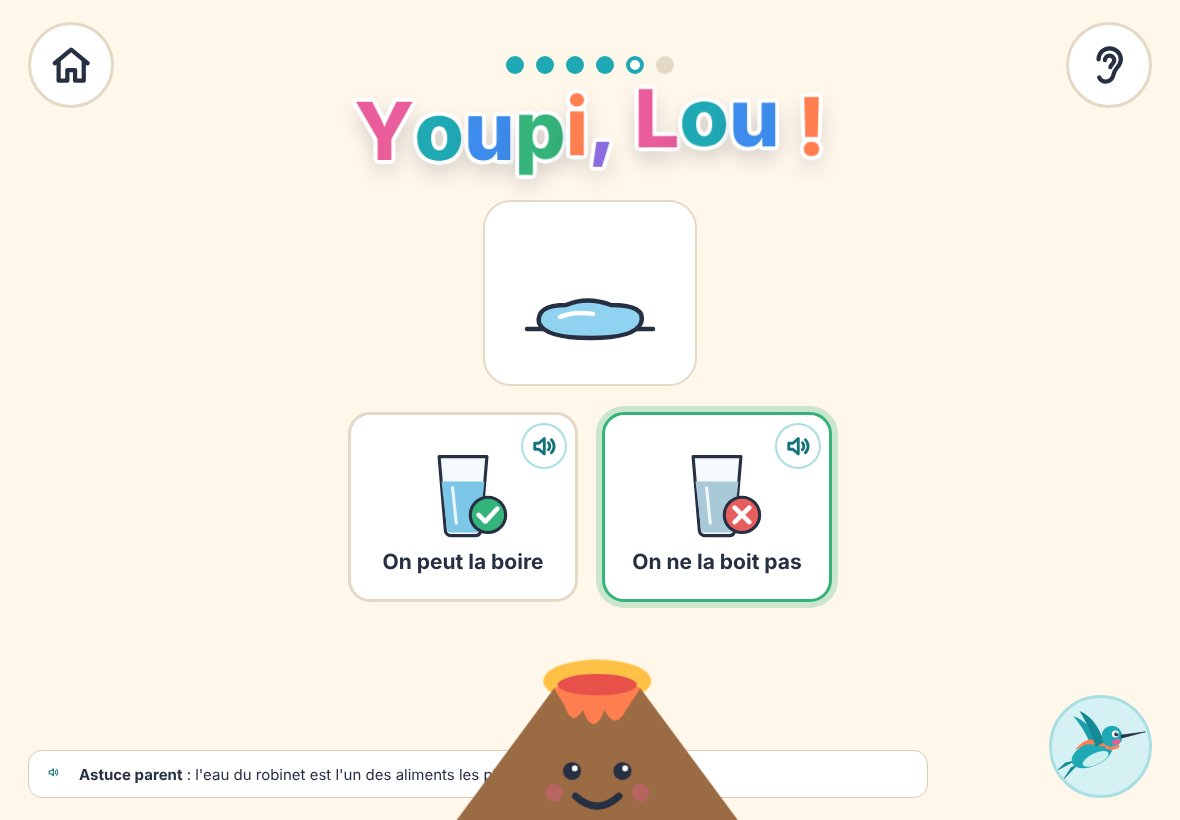 Youpi, Lou !
On peut la boire
On ne la boit pas
Astuce parent : l'eau du robinet est l'un des aliments les